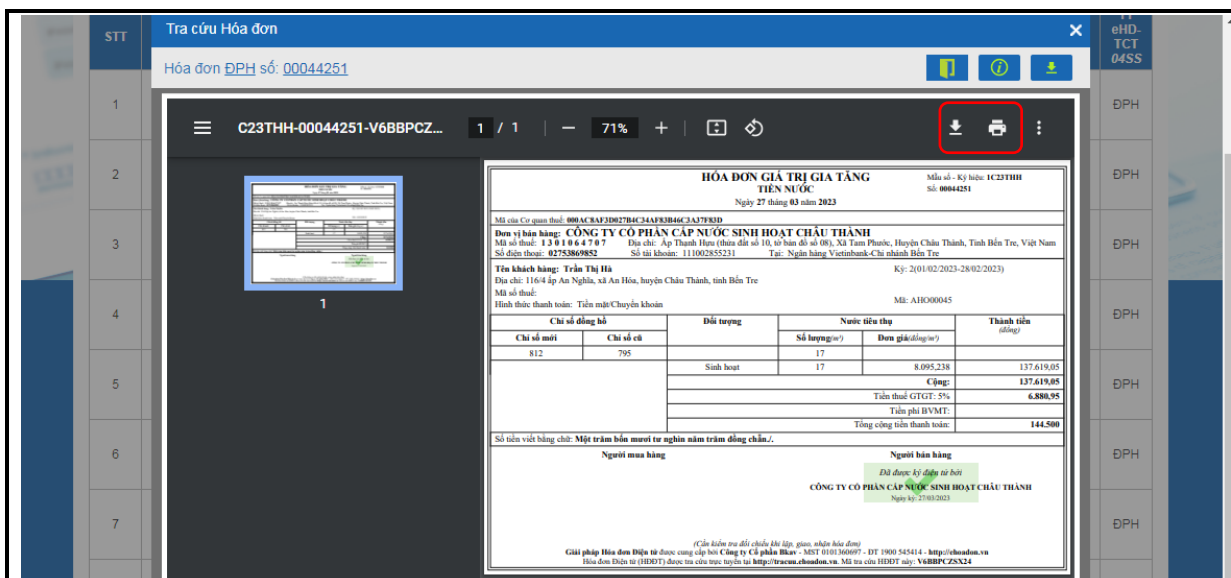 STT
Tra cứu Hóa đơn
TT
eHD-
TCT
04SS
Hóa đơn ĐPH số: 00044251
C23THH-00044251-V6BBPCZ...
1 / 1
71%
HÓA ĐƠN GIÁ TRỊ GIA TĂNG
TIỀN NƯỚC
Ngày 27 tháng 03 năm 2023
Mẫu số - Ký hiệu: 1C23THH
Số: 00044251
Mã của Cơ quan thuế: 000AC8AF3D027B4C34AF83B46C3A37F83D
Đơn vị bán hàng: CÔNG TY CỔ PHẦN CẤP NƯỚC SINH HOẠT CHÂU THÀNH
Mã số thuế: 1 3 0 1 0 6 4 7 0 7 Địa chỉ: Ấp Thạnh Hựu (thửa đất số 10, tờ bản đồ số 08), Xã Tam Phước, Huyện Châu Thành, Tỉnh Bến Tre, Việt Nam
Số điện thoại: 02753869852 Số tài khoản: 111002855231 Tại: Ngân hàng Vietinbank-Chi nhánh Bến Tre
Tên khách hàng: Trần Thị Hà
Kỳ: 2(01/02/2023-28/02/2023)
Địa chỉ: 116/4 ấp An Nghĩa, xã An Hóa, huyện Châu Thành, tỉnh Bến Tre
Mã số thuế:
Hình thức thanh toán: Tiền mặt/Chuyển khoản
Mã: AHO00045
Chỉ số đồng hồ Đối tượng Nước tiêu thụ Thành tiền
(đồng)
Chỉ số mới Chỉ số cũ Số lượng(m³) Đơn giá(đồng/m³)
812 795 17
Sinh hoạt 17 8.095,238 137.619,05
Cộng: 137.619,05
Tiền thuế GTGT: 5% 6.880,95
Tiền phí BVMT:
Tổng cộng tiền thanh toán: 144.500
Số tiền viết bằng chữ: Một trăm bốn mươi tư nghìn năm trăm đồng chẵn./.
Người mua hàng Người bán hàng
Đã được ký điện tử bởi
CÔNG TY CỔ PHẦN CẤP NƯỚC SINH HOẠT CHÂU THÀNH
Ngày ký: 27/03/2023
(Cần kiểm tra đối chiếu khi lập, giao, nhận hóa đơn)
Giải pháp Hóa đơn Điện tử được cung cấp bởi Công ty Cổ phần Bkav - MST 0101360697 - ĐT 1900 545414 - http://ehoadon.vn
Hóa đơn Điện tử (HĐĐT) được tra cứu trực tuyến tại http://tracuu.ehoadon.vn. Mã tra cứu HĐĐT này: V6BBPCZSX24
1
1 ĐPH
2 ĐPH
3 ĐPH
4 ĐPH
5 ĐPH
6 ĐPH
7 ĐPH